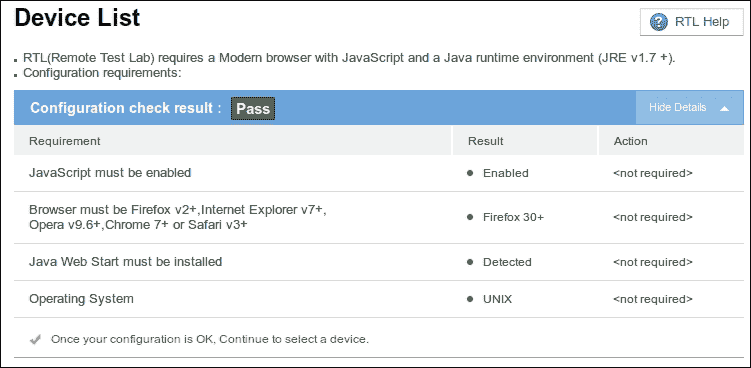 Device List
RTL Help
RTL(Remote Test Lab) requires a Modern browser with JavaScript and a Java runtime environment (JRE v1.7 +).
Configuration requirements:
Configuration check result : Pass
Hide Details
Requirement Result Action
JavaScript must be enabled Enabled <not required>
Browser must be Firefox v2+,Internet Explorer v7+,
Opera v9.6+,Chrome 7+ or Safari v3+ Firefox 30+ <not required>
Java Web Start must be installed Detected <not required>
Operating System UNIX <not required>
Once your configuration is OK, Continue to select a device.